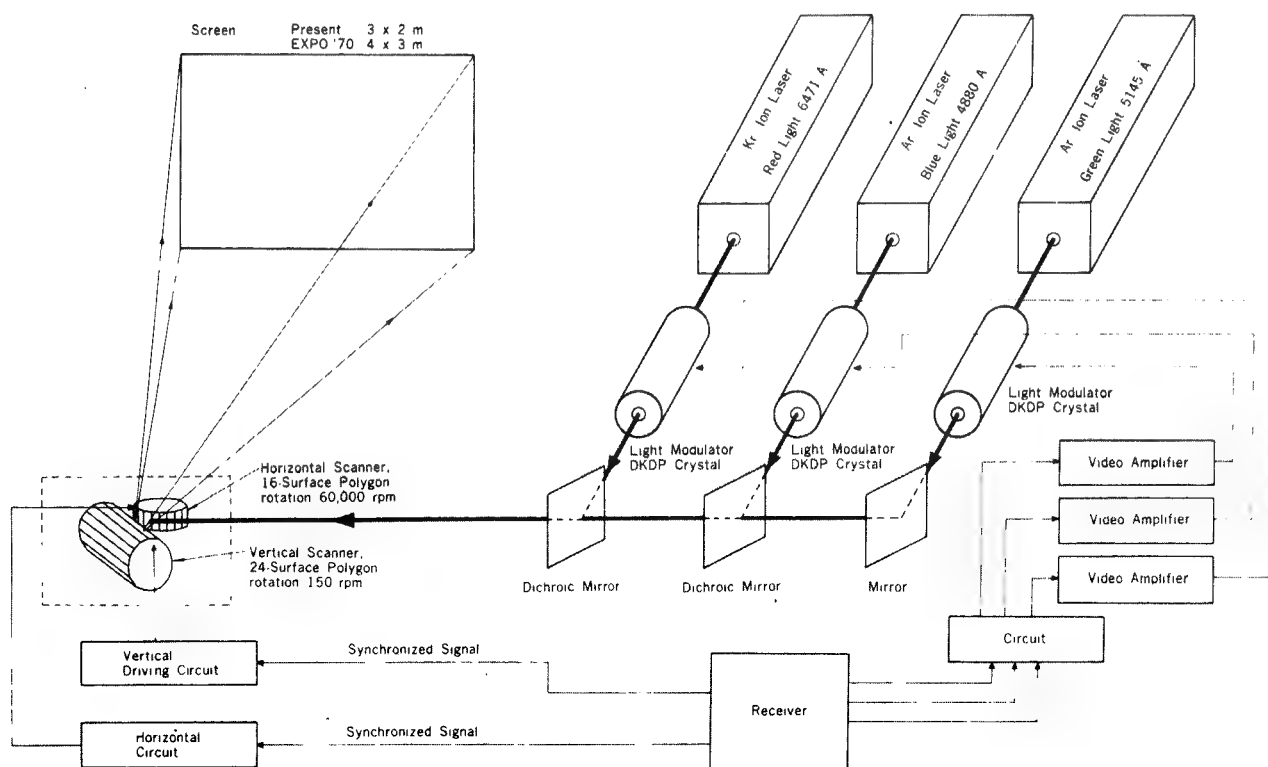 Screen Present 3 x 2 m
EXPO '70 4 x 3 m
Kr Ion Laser
Red Light 6471 A
Ar Ion Laser
Blue Light 4880 A
Ar Ion Laser
Green Light 5145 A
Light Modulator
DKDP Crystal
Light Modulator
DKDP Crystal
Light Modulator
DKDP Crystal
Horizontal Scanner,
16-Surface Polygon
rotation 60,000 rpm
Vertical Scanner,
24-Surface Polygon
rotation 150 rpm
Dichroic Mirror
Dichroic Mirror
Mirror
Video Amplifier
Video Amplifier
Video Amplifier
Circuit
Vertical
Driving Circuit
Synchronized Signal
Receiver
Horizontal
Circuit
Synchronized Signal